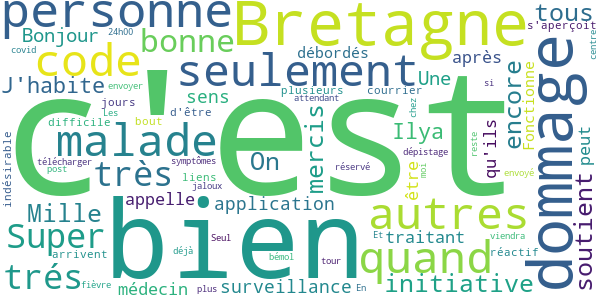 personne
Bretagne
24h00
tous
s'aperçoit
Bonjour
bonne
débordés
covid
code
seulement
après
centre
J'habite
envoyer
plusieurs
courrier
Une
si
jours
sens
attendant
encore
Fonctionne
dommage
c'est
Les
d'être
chez
difficile
bout
mercis
Ilya
qu'ils
peut
malade
indésirable
télécharger
symptômes
On
réservé
dépistage
reste
très
post
liens
être
moi
envoyé
soutient
appelle
jaloux
application
autres
Mille
bien
Super
Seul
Et
traitant
viendra
arrivent
déjà
bémol
tour
quand
réactif
trés
fièvre
médecin
plus
surveillance
En
initiative